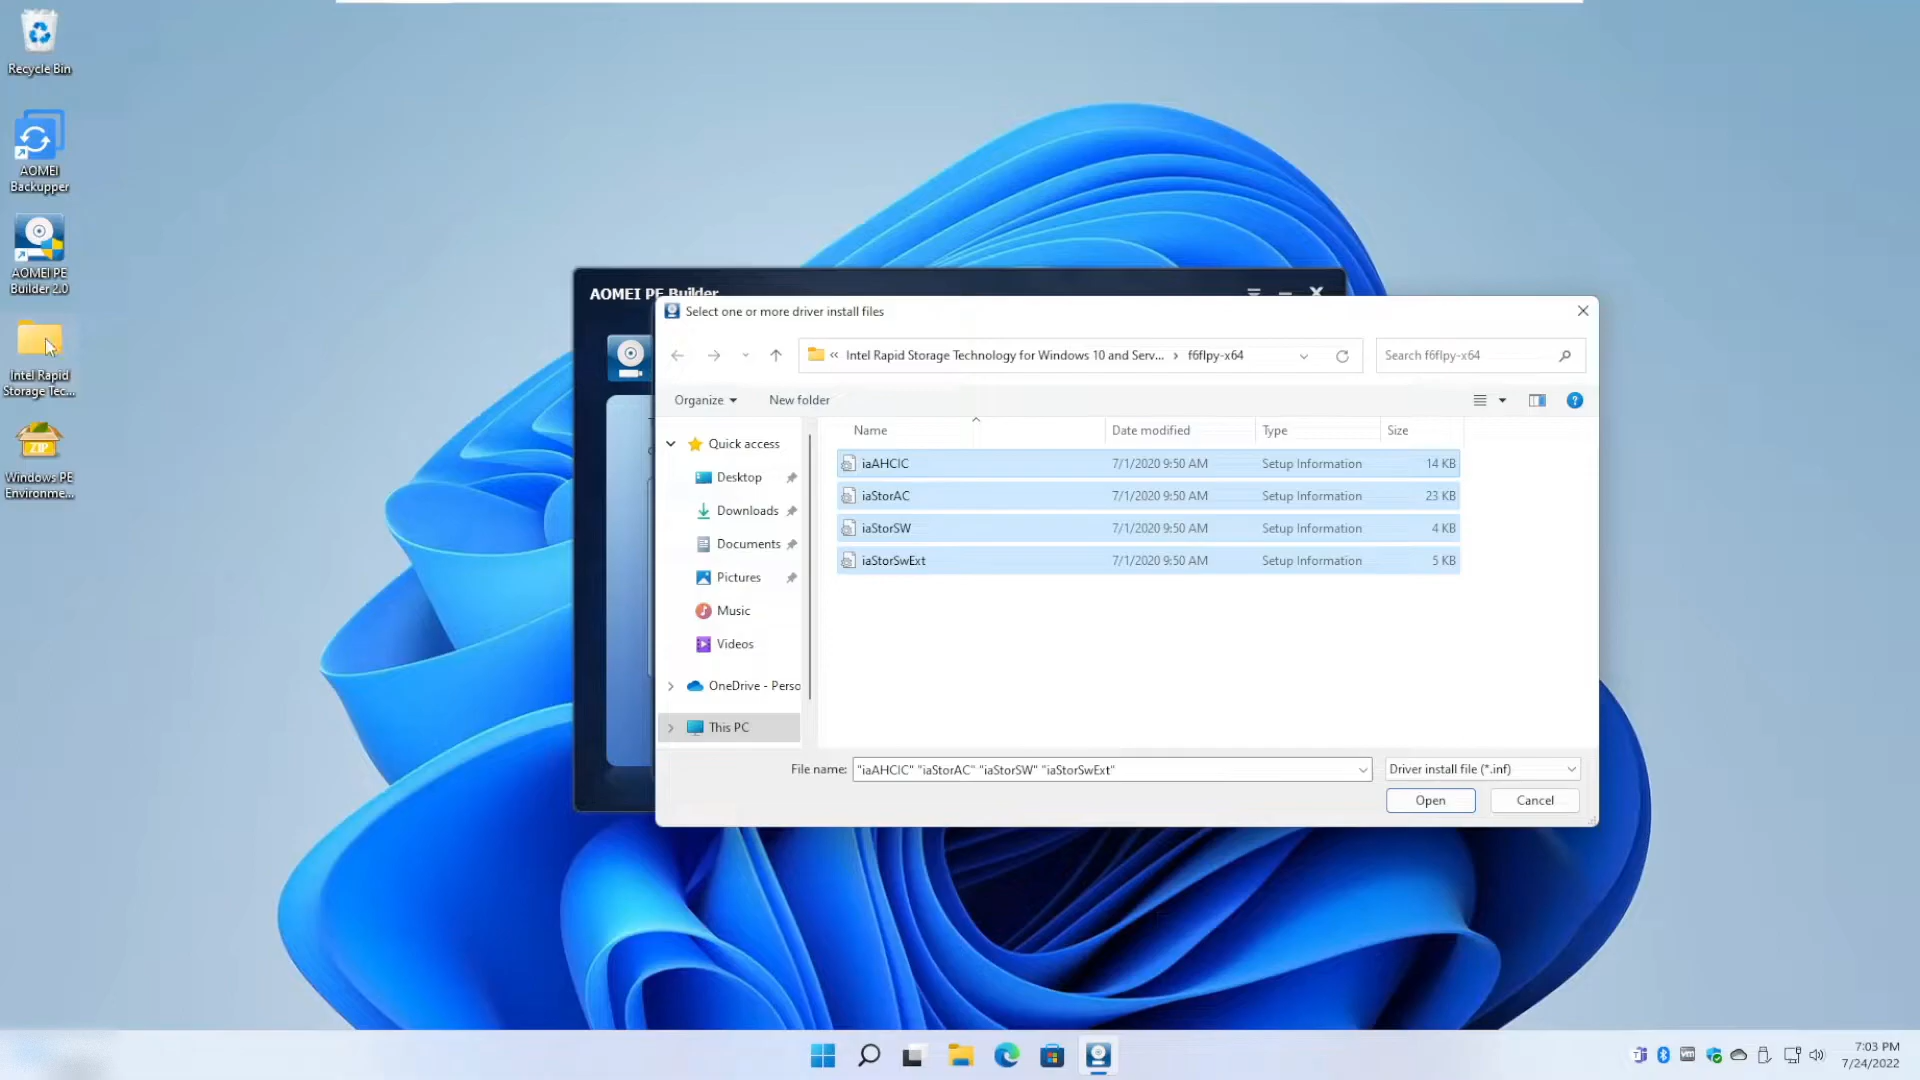 Recycle Bin
AOMEI
Backupper
AOMEI PE
Builder 2.0
Intel Rapid
Storage Tec...
ZIP
Windows PE
Environme...
AOMEI PE Builder
Select one or more driver install files
« Intel Rapid Storage Technology for Windows 10 and Serv... › f6flpy-x64
Search f6flpy-x64
Organize
New folder
Quick access
Desktop
Downloads
Documents
Pictures
Music
Videos
OneDrive - Perso
This PC
Name Date modified Type Size
iaAHCIC 7/1/2020 9:50 AM Setup Information 14 KB
iaStorAC 7/1/2020 9:50 AM Setup Information 23 KB
iaStorSW 7/1/2020 9:50 AM Setup Information 4 KB
iaStorSwExt 7/1/2020 9:50 AM Setup Information 5 KB
File name: "iaAHCIC" "iaStorAC" "iaStorSW" "iaStorSwExt"
Driver install file (*.inf)
Open
Cancel
7:03 PM
7/24/2022